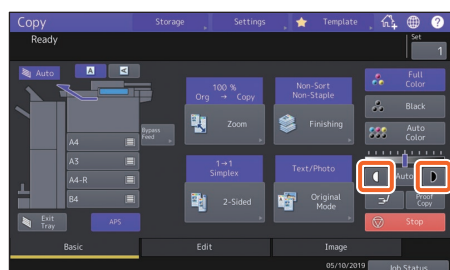 Copy
Storage
Settings
Template
Ready
Set
1
Auto
A
100 %
Org → Copy
Zoom
Non-Sort
Non-Staple
Finishing
Full
Color
Black
Auto
Color
Bypass
Feed
A4
A3
A4-R
B4
1→1
Simplex
2-Sided
Text/Photo
Original
Mode
Auto
Proof
Copy
Stop
Exit
Tray
APS
Basic
Edit
Image
05/10/2019
Job Status